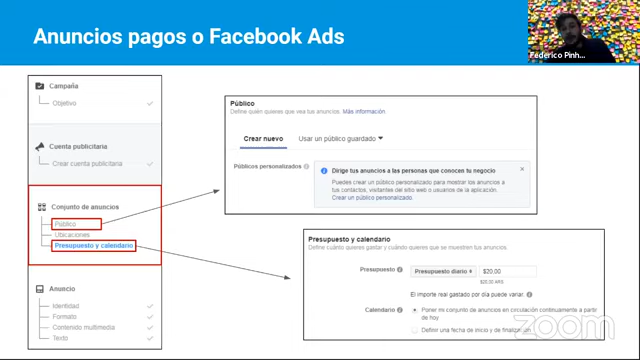 Anuncios pagos o Facebook Ads
Federico Pinh...
Campaña
Objetivo
Cuenta publicitaria
Crear cuenta publicitaria
Conjunto de anuncios
Público
Ubicaciones
Presupuesto y calendario
Anuncio
Identidad
Formato
Contenido multimedia
Texto
Público
Define quién quieres que vea tus anuncios. Más información.
Crear nuevo
Usar un público guardado
Públicos personalizados
Dirige tus anuncios a las personas que conocen tu negocio
Puedes crear un público personalizado para mostrar los anuncios a
tus contactos, visitantes del sitio web o usuarios de la aplicación.
Crear un público personalizado.
Presupuesto y calendario
Define cuánto quieres gastar y cuándo quieres que se muestren tus anuncios.
Presupuesto
Presupuesto diario
$20,00
El importe real gastado por día puede variar.
Calendario
Poner mi conjunto de anuncios en circulación continuamente a partir
de hoy
Definir una fecha de inicio y de finalización
zoom